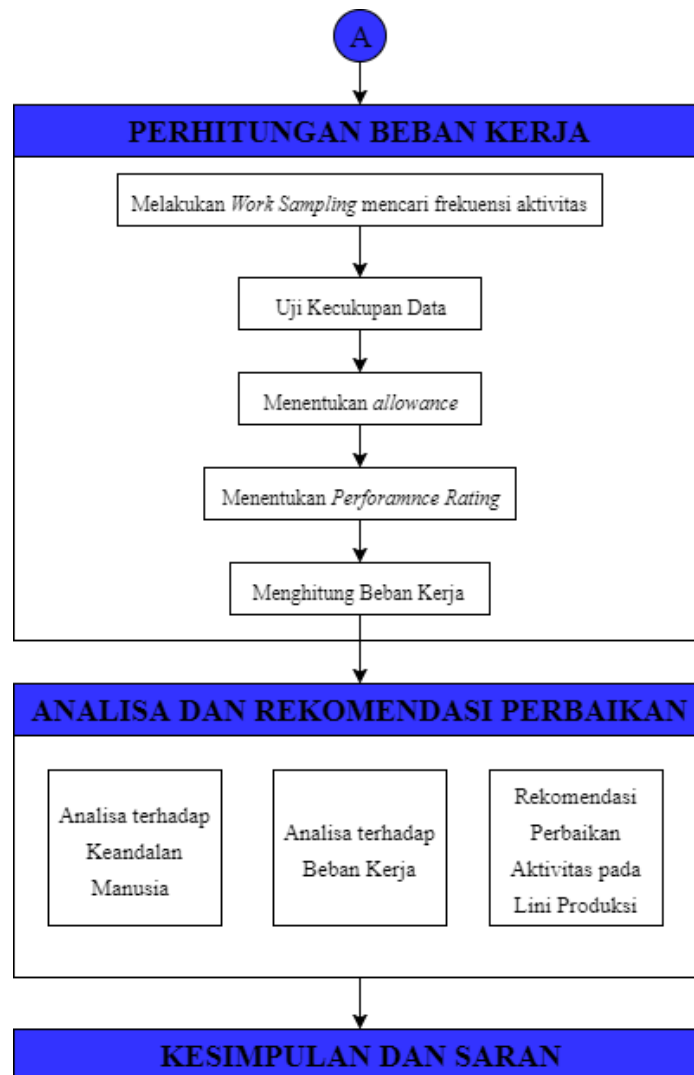 A
PERHITUNGAN BEBAN KERJA
Melakukan Work Sampling mencari frekuensi aktivitas
Uji Kecukupan Data
Menentukan allowance
Menentukan Perforamnce Rating
Menghitung Beban Kerja
ANALISA DAN REKOMENDASI PERBAIKAN
Analisa terhadap
Keandalan
Manusia
Analisa terhadap
Beban Kerja
Rekomendasi
Perbaikan
Aktivitas pada
Lini Produksi
KESIMPULAN DAN SARAN